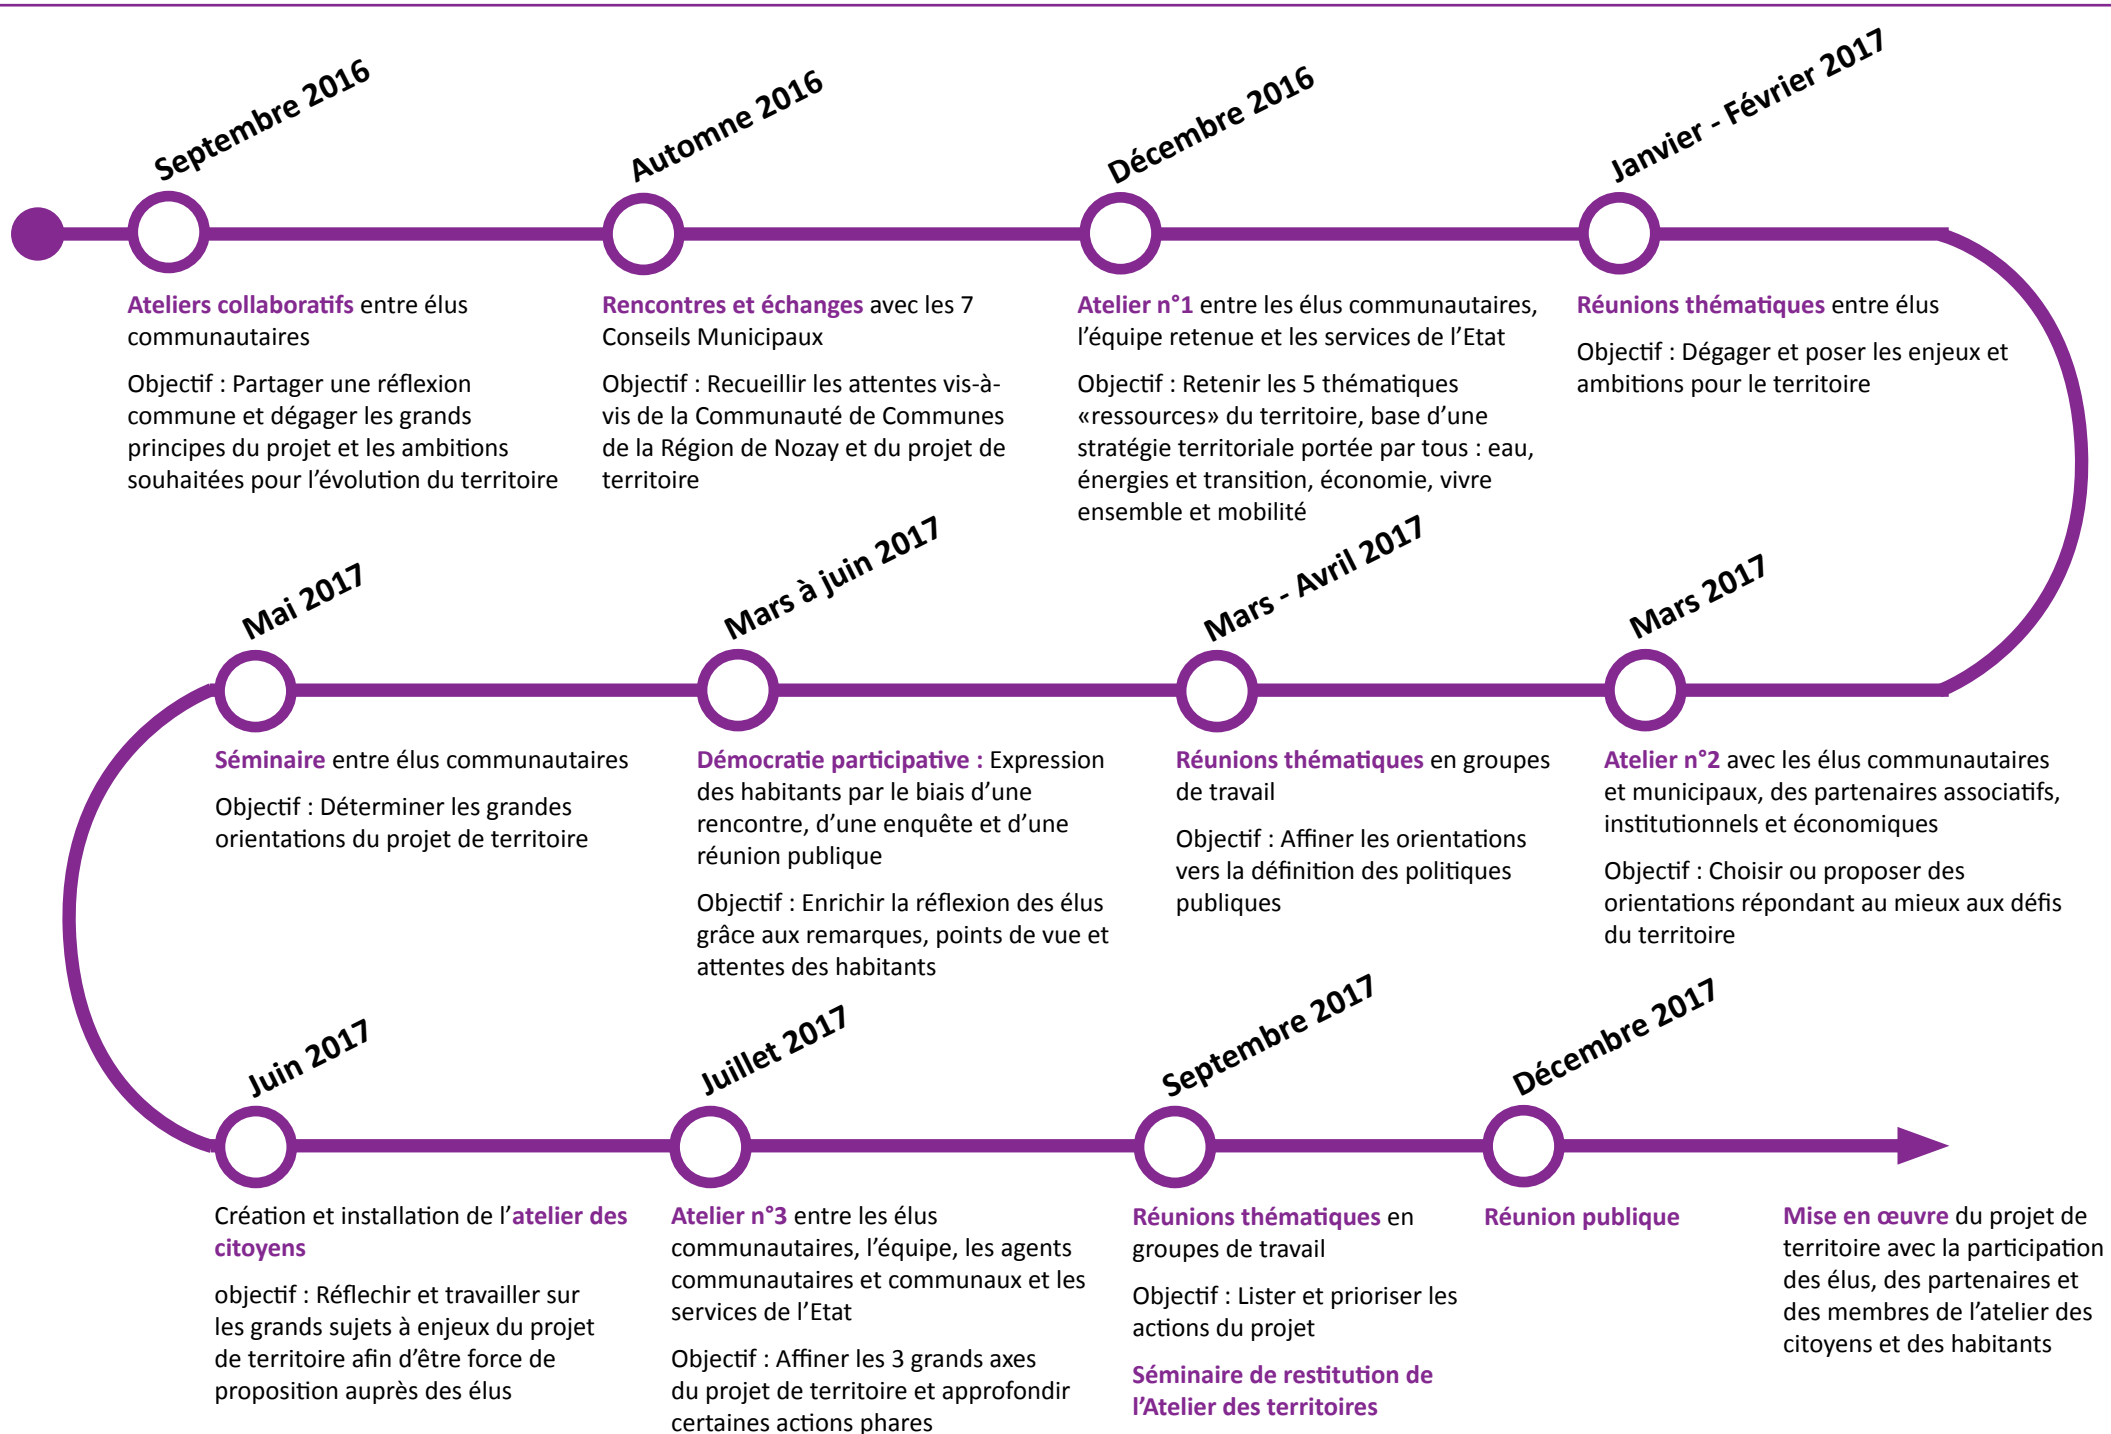 Septembre 2016
Ateliers collaboratifs entre élus
communautaires
Objectif : Partager une réflexion
commune et dégager les grands
principes du projet et les ambitions
souhaitées pour l’évolution du territoire
Automne 2016
Rencontres et échanges avec les 7
Conseils Municipaux
Objectif : Recueillir les attentes vis-à-
vis de la Communauté de Communes
de la Région de Nozay et du projet de
territoire
Décembre 2016
Atelier n°1 entre les élus communautaires,
l’équipe retenue et les services de l’Etat
Objectif : Retenir les 5 thématiques
«ressources» du territoire, base d’une
stratégie territoriale portée par tous : eau,
énergies et transition, économie, vivre
ensemble et mobilité
Janvier - Février 2017
Réunions thématiques entre élus
Objectif : Dégager et poser les enjeux et
ambitions pour le territoire
Mars 2017
Atelier n°2 avec les élus communautaires
et municipaux, des partenaires associatifs,
institutionnels et économiques
Objectif : Choisir ou proposer des
orientations répondant au mieux aux défis
du territoire
Mars - Avril 2017
Réunions thématiques en groupes
de travail
Objectif : Affiner les orientations
vers la définition des politiques
publiques
Mars à juin 2017
Démocratie participative : Expression
des habitants par le biais d’une
rencontre, d’une enquête et d’une
réunion publique
Objectif : Enrichir la réflexion des élus
grâce aux remarques, points de vue et
attentes des habitants
Mai 2017
Séminaire entre élus communautaires
Objectif : Déterminer les grandes
orientations du projet de territoire
Juin 2017
Création et installation de l’atelier des
citoyens
objectif : Réflechir et travailler sur
les grands sujets à enjeux du projet
de territoire afin d’être force de
proposition auprès des élus
Juillet 2017
Atelier n°3 entre les élus
communautaires, l’équipe, les agents
communautaires et communaux et les
services de l’Etat
Objectif : Affiner les 3 grands axes
du projet de territoire et approfondir
certaines actions phares
Septembre 2017
Réunions thématiques en
groupes de travail
Objectif : Lister et prioriser les
actions du projet
Séminaire de restitution de
l’Atelier des territoires
Décembre 2017
Réunion publique
Mise en œuvre du projet de
territoire avec la participation
des élus, des partenaires et
des membres de l’atelier des
citoyens et des habitants